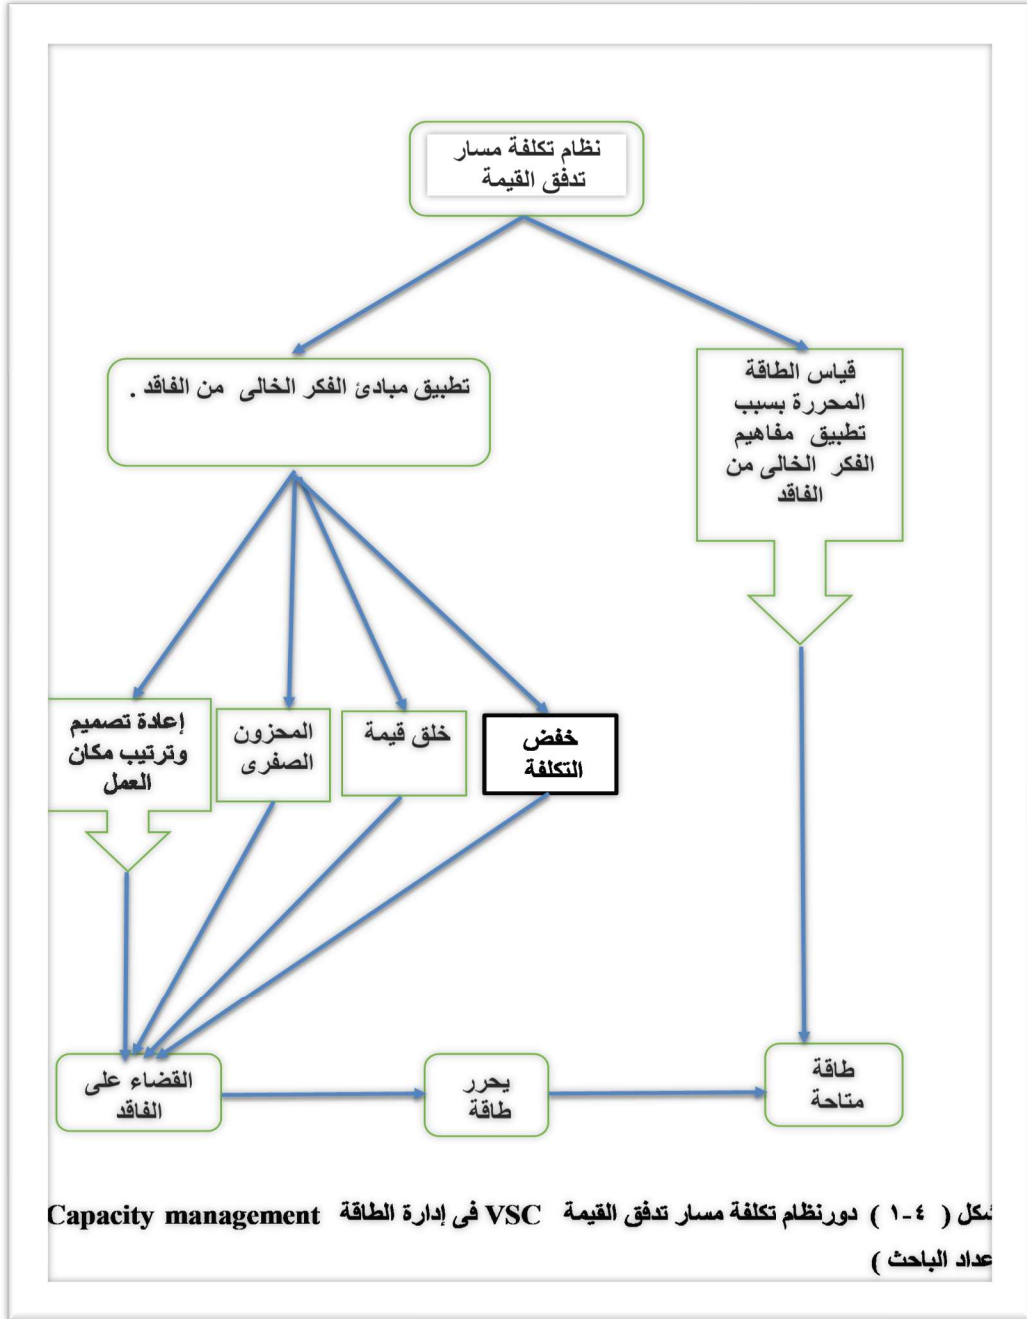 نظام تكلفة مسار
تدفق القيمة
قياس الطاقة
المحررة بسبب
تطبيق مفاهيم
الفكر الخالى من
الفاقد
تطبيق مبادئ الفكر الخالى من الفاقد .
خفض
التكلفة
خلق قيمة
المحزون
الصفرى
إعادة تصميم
وترتيب مكان
العمل
القضاء على
الفاقد
يحرر
طاقة
طاقة
متاحة
شكل ( ٤-١ ) دورنظام تكلفة مسار تدفق القيمة VSC فى إدارة الطاقة Capacity management
عداد الباحث )